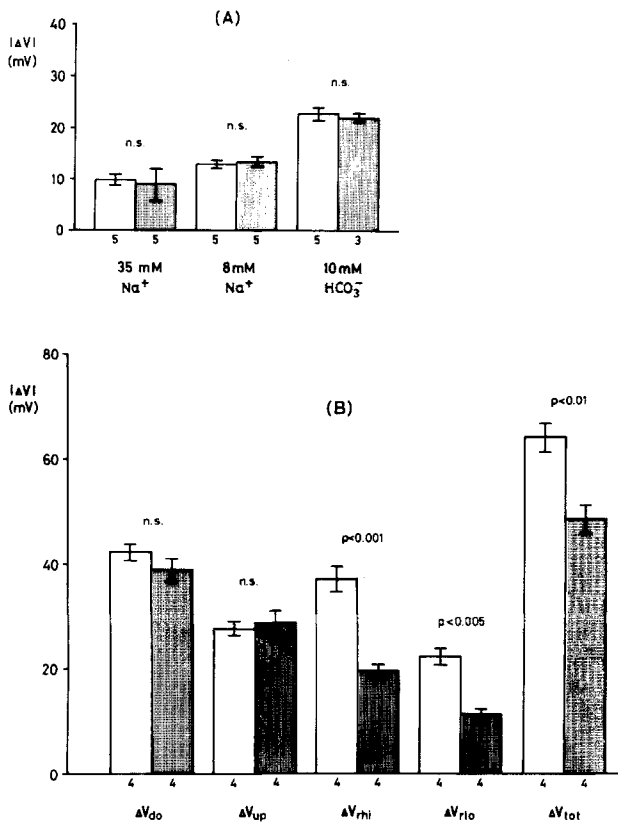 (A)
|ΔV|
(mV)
40
30
20
10
0
n.s.
n.s.
n.s.
5 5 5 5 5 3
35 mM 8mM 10mM
Na⁺ Na⁺ HCO₃⁻
(B)
|ΔV|
(mV)
80
60
40
20
0
n.s.
n.s.
p<0.001
p<0.005
p<0.01
4 4 4 4 4 4 4 4 4 4
ΔVdo ΔVup ΔVrhi ΔVrlo ΔVtot